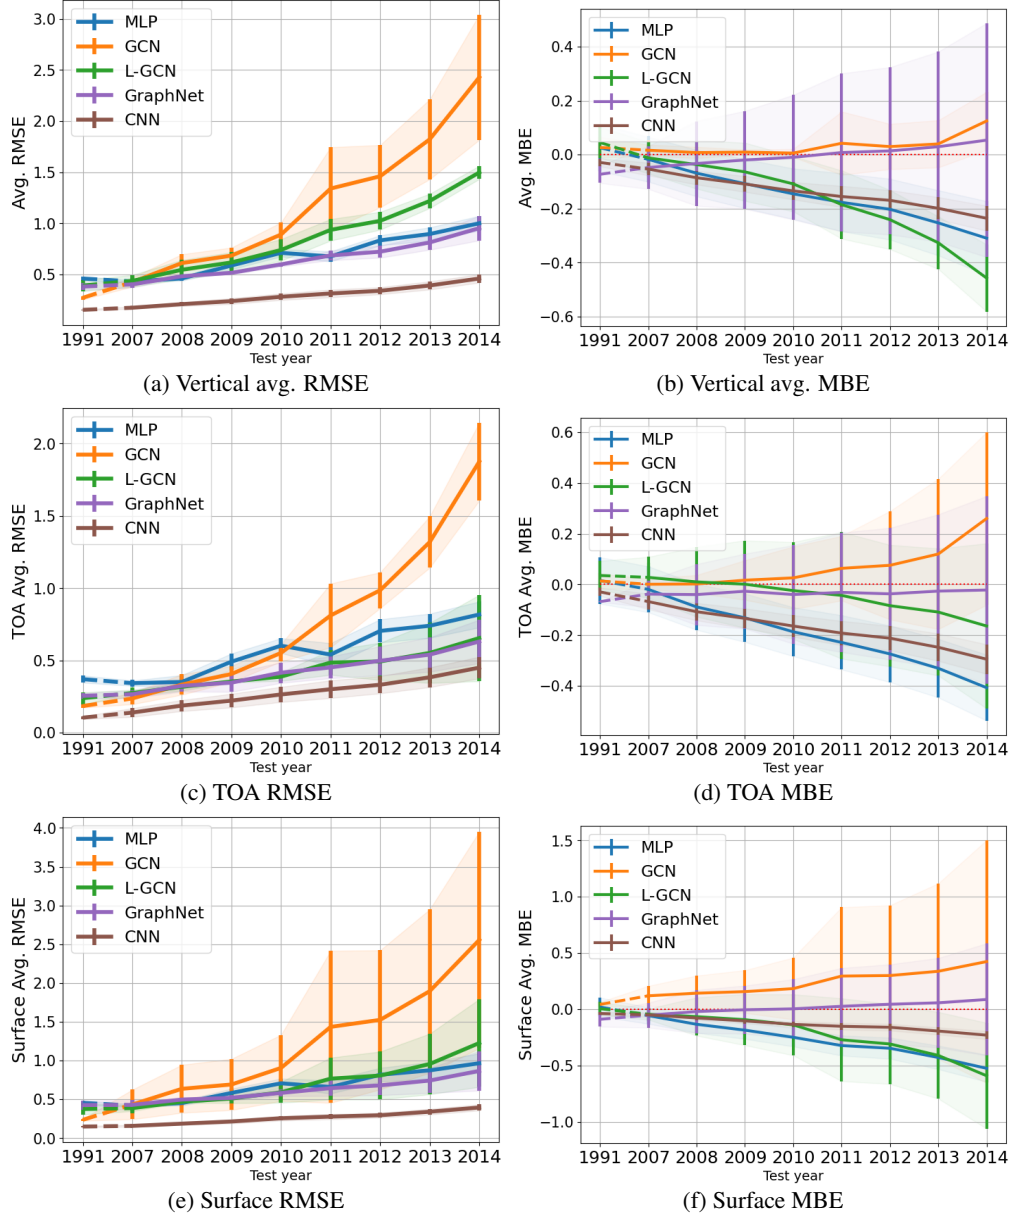 3.0
2.5
2.0
1.5
1.0
0.5
Avg. RMSE
MLP
GCN
L-GCN
GraphNet
CNN
1991 2007 2008 2009 2010 2011 2012 2013 2014
Test year
(a) Vertical avg. RMSE
0.4
0.2
0.0
−0.2
−0.4
−0.6
Avg. MBE
MLP
GCN
L-GCN
GraphNet
CNN
1991 2007 2008 2009 2010 2011 2012 2013 2014
Test year
(b) Vertical avg. MBE
2.0
1.5
1.0
0.5
0.0
TOA Avg. RMSE
MLP
GCN
L-GCN
GraphNet
CNN
1991 2007 2008 2009 2010 2011 2012 2013 2014
Test year
(c) TOA RMSE
0.6
0.4
0.2
0.0
−0.2
−0.4
TOA Avg. MBE
MLP
GCN
L-GCN
GraphNet
CNN
1991 2007 2008 2009 2010 2011 2012 2013 2014
Test year
(d) TOA MBE
4.0
3.5
3.0
2.5
2.0
1.5
1.0
0.5
0.0
Surface Avg. RMSE
MLP
GCN
L-GCN
GraphNet
CNN
1991 2007 2008 2009 2010 2011 2012 2013 2014
Test year
(e) Surface RMSE
1.5
1.0
0.5
0.0
−0.5
−1.0
Surface Avg. MBE
MLP
GCN
L-GCN
GraphNet
CNN
1991 2007 2008 2009 2010 2011 2012 2013 2014
Test year
(f) Surface MBE